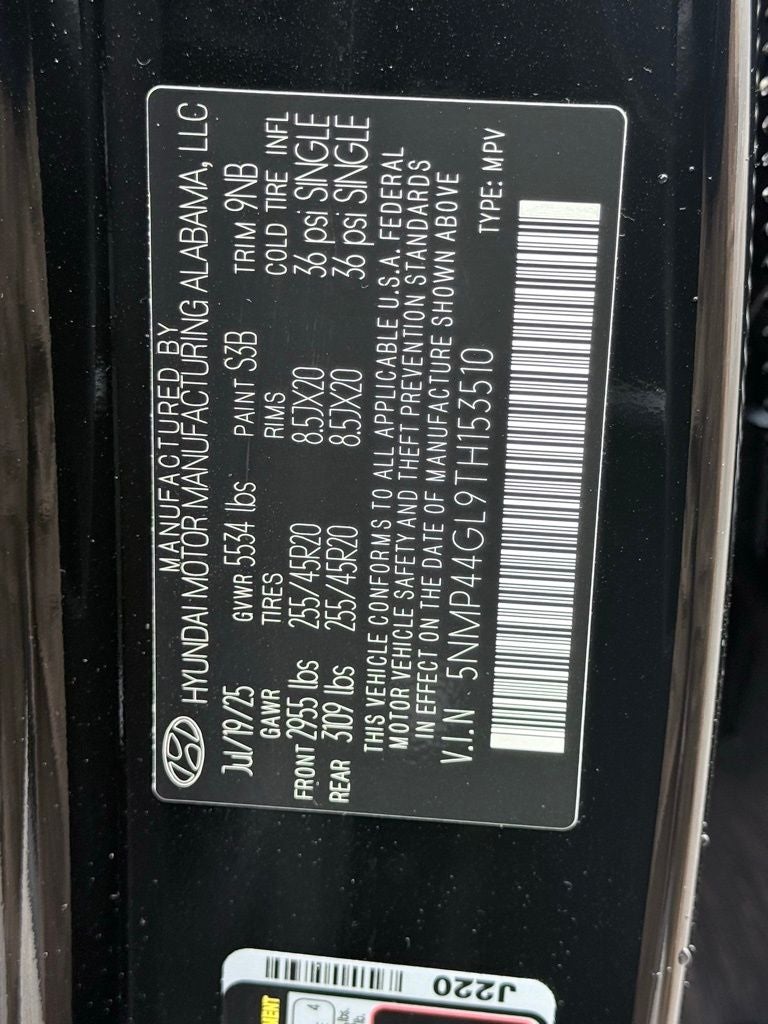 MANUFACTURED BY
HYUNDAI MOTOR MANUFACTURING ALABAMA, LLC
Jul/19/25 GVWR 5534 lbs PAINT S3B TRIM 9NB
GAWR TIRES RIMS COLD TIRE INFL
FRONT 2955 lbs 255/45R20 8.5JX20 36 psi SINGLE
REAR 3109 lbs 255/45R20 8.5JX20 36 psi SINGLE
THIS VEHICLE CONFORMS TO ALL APPLICABLE U.S.A. FEDERAL
MOTOR VEHICLE SAFETY AND THEFT PREVENTION STANDARDS
IN EFFECT ON THE DATE OF MANUFACTURE SHOWN ABOVE
V.I.N 5NMP44GL9TH153510 TYPE: MPV
J220
4